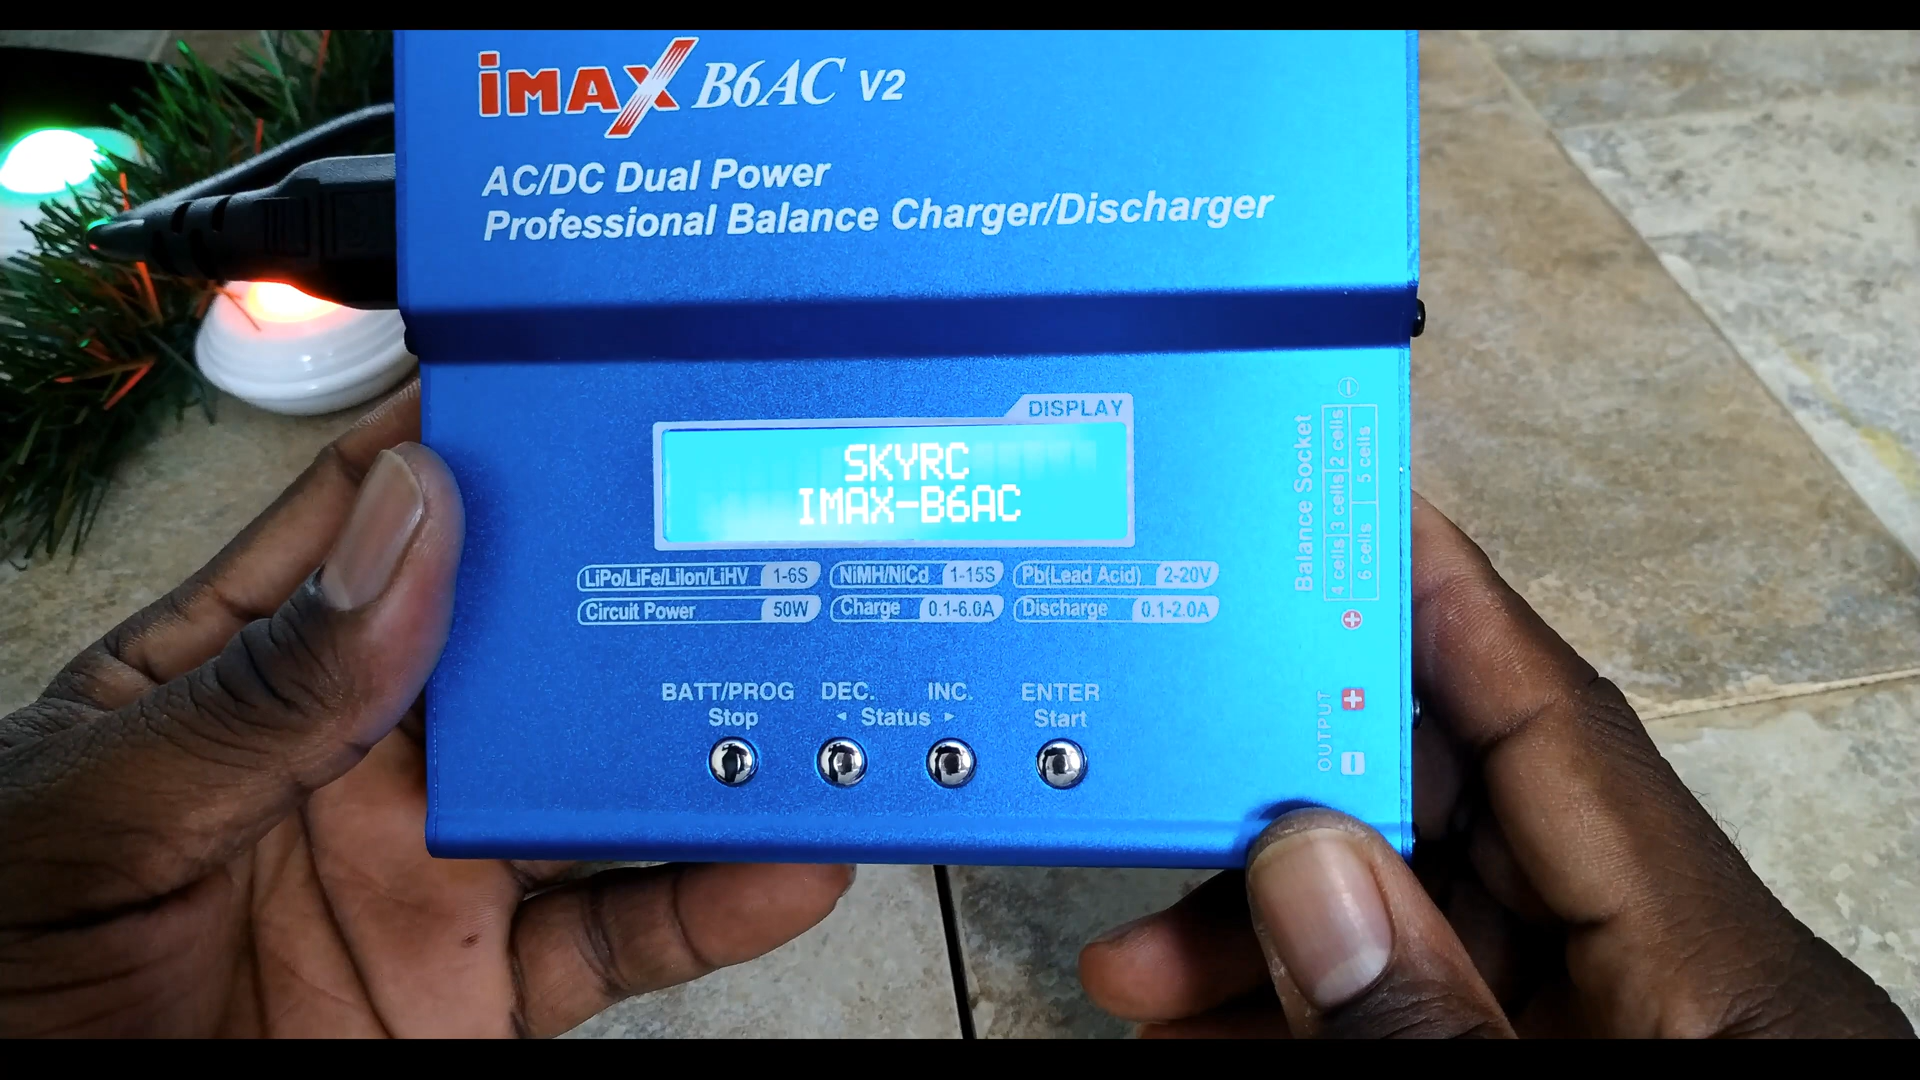 iMAX B6AC V2
AC/DC Dual Power
Professional Balance Charger/Discharger
DISPLAY
SKYRC
IMAX-B6AC
LiPo/LiFe/LiIon/LiHV 1-6S NiMH/NiCd 1-15S Pb(Lead Acid) 2-20V
Circuit Power 50W Charge 0.1-6.0A Discharge 0.1-2.0A
BATT/PROG DEC. INC. ENTER
Stop ◄ Status ► Start
Balance Socket
4 cells 3 cells 2 cells
6 cells 5 cells
OUTPUT